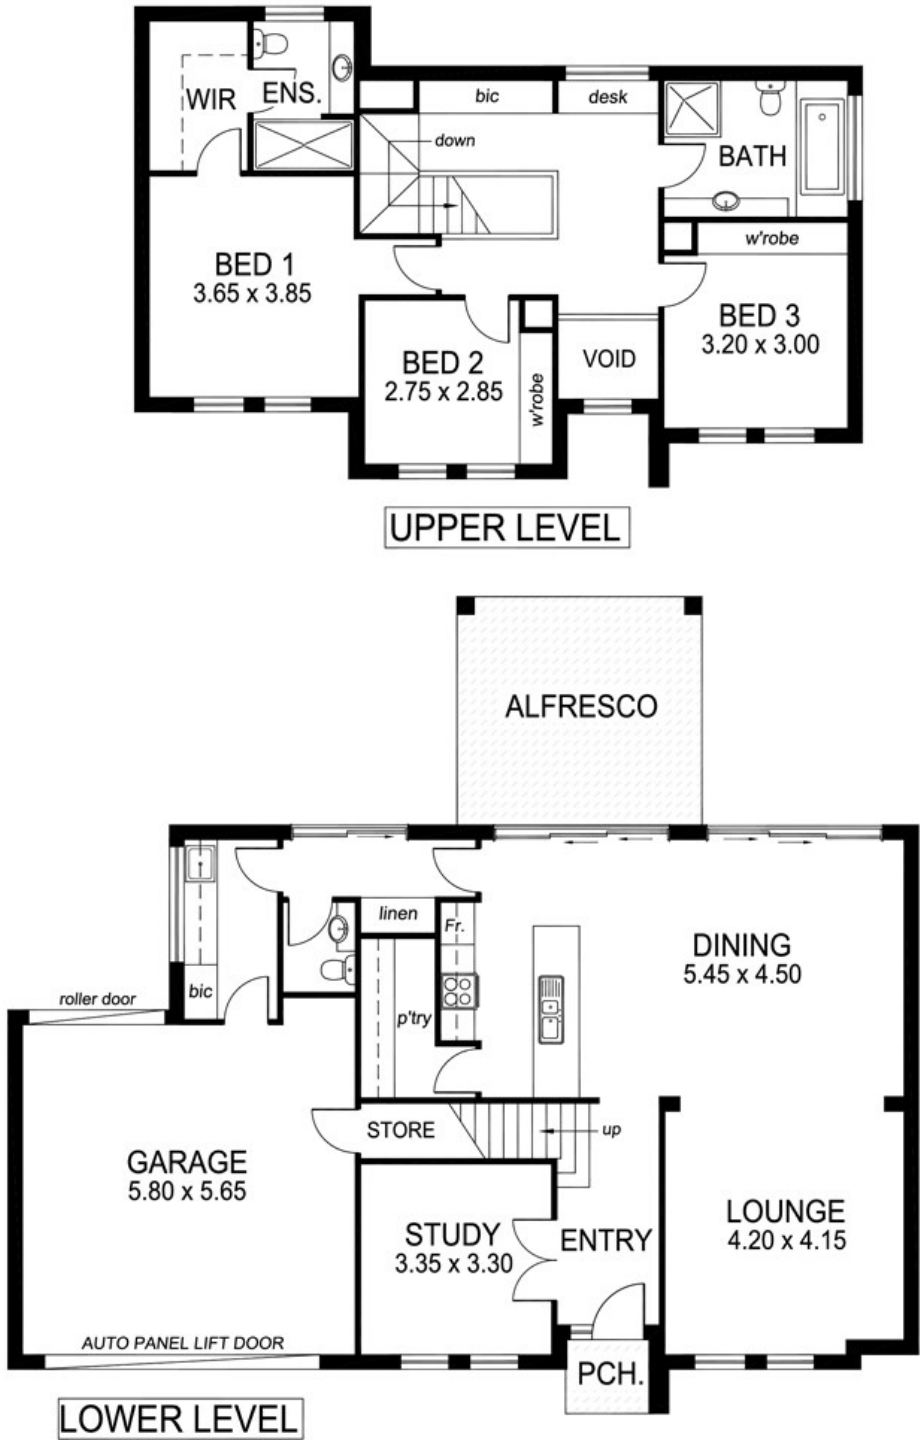 WIR
ENS.
bic
desk
down
BATH
BED 1
3.65 x 3.85
w'robe
BED 3
3.20 x 3.00
BED 2
2.75 x 2.85
w'robe
VOID
UPPER LEVEL
ALFRESCO
linen
Fr.
DINING
5.45 x 4.50
bic
roller door
p'try
STORE
up
GARAGE
5.80 x 5.65
STUDY
3.35 x 3.30
ENTRY
LOUNGE
4.20 x 4.15
AUTO PANEL LIFT DOOR
PCH.
LOWER LEVEL